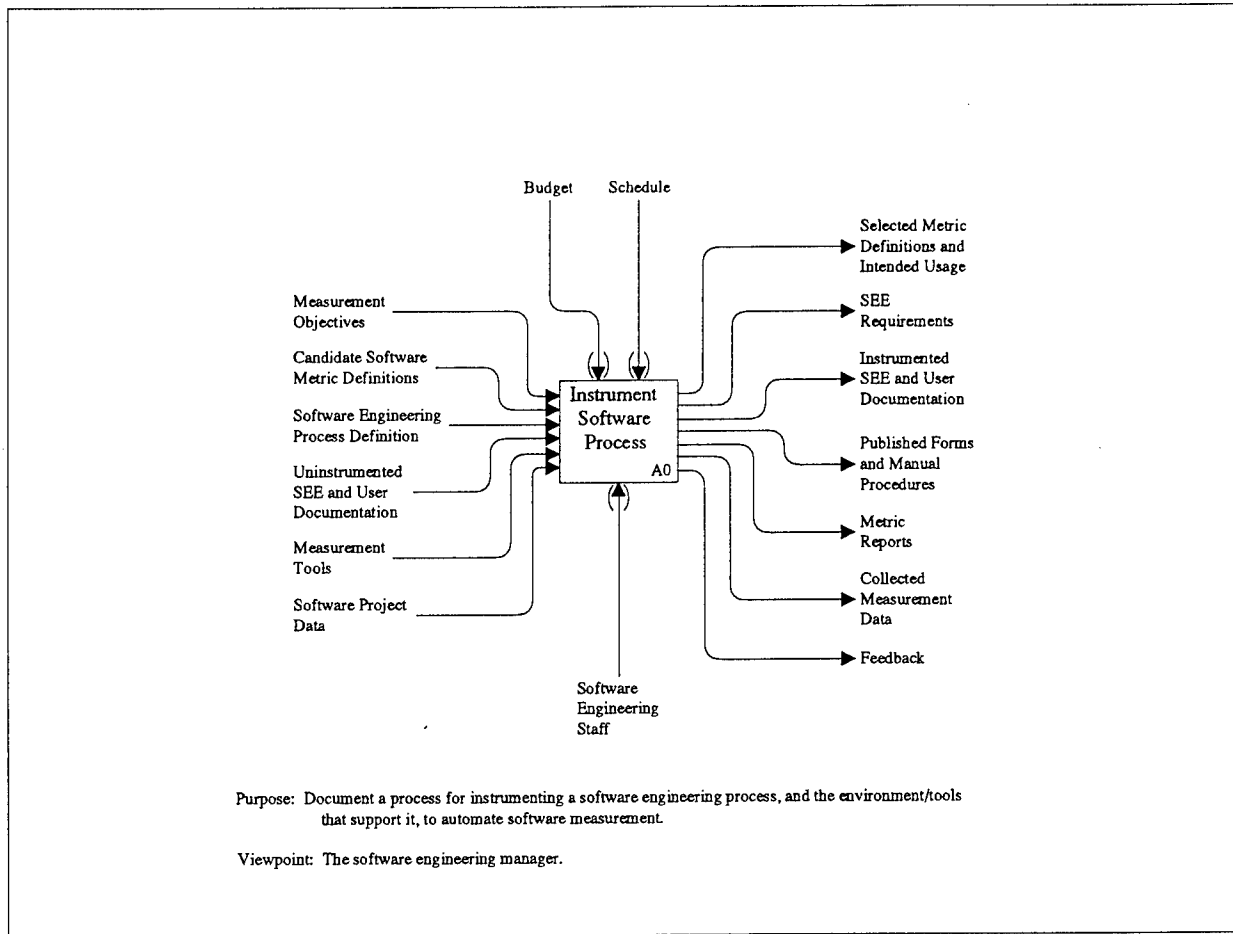 Budget
Schedule
Selected Metric
Definitions and
Intended Usage
Measurement
Objectives
SEE
Requirements
Candidate Software
Metric Definitions
Instrumented
SEE and User
Documentation
Instrument
Software
Process
A0
Software Engineering
Process Definition
Published Forms
and Manual
Procedures
Uninstrumented
SEE and User
Documentation
Metric
Reports
Measurement
Tools
Collected
Measurement
Data
Software Project
Data
Feedback
Software
Engineering
Staff
Purpose: Document a process for instrumenting a software engineering process, and the environment/tools
that support it, to automate software measurement.
Viewpoint: The software engineering manager.